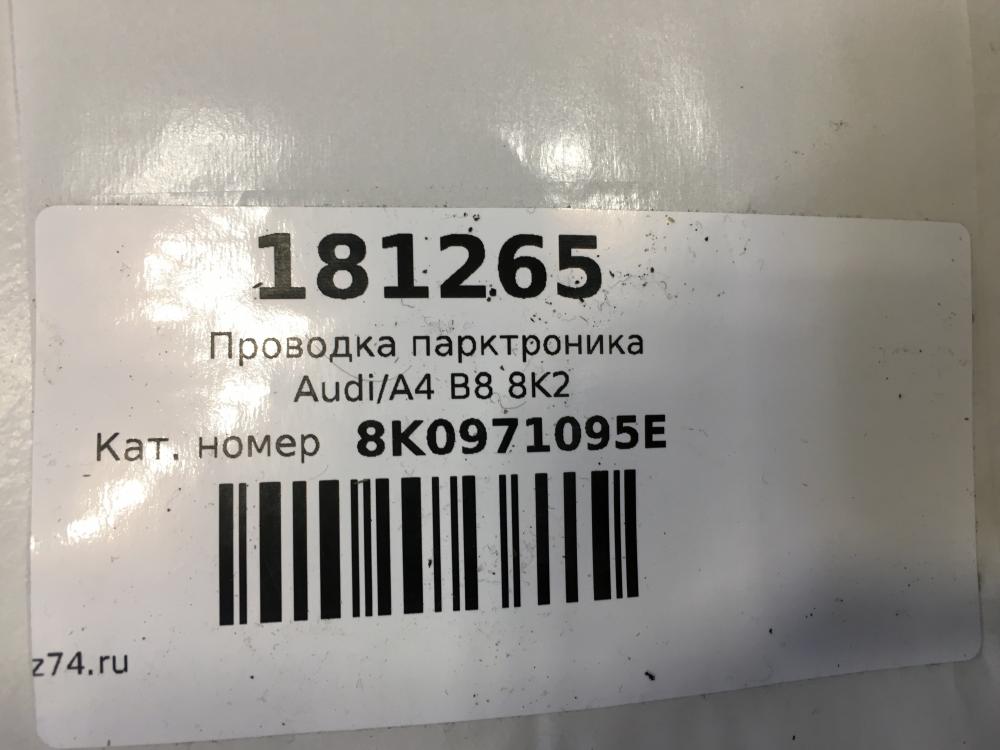 181265
Проводка парктроника
Audi/A4 B8 8K2
Кат. номер 8K0971095E
z74.ru